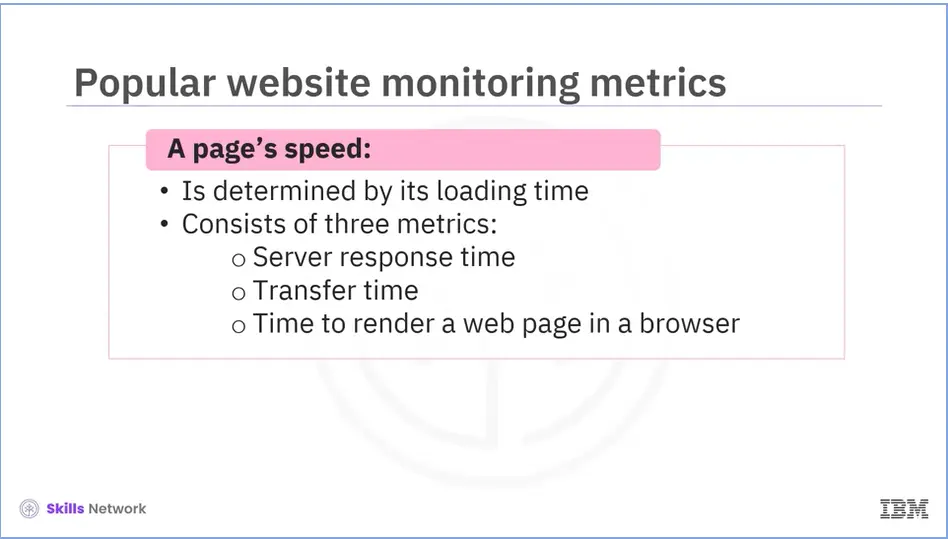 Popular website monitoring metrics
A page's speed:
• Is determined by its loading time
• Consists of three metrics:
o Server response time
o Transfer time
o Time to render a web page in a browser
Skills Network
IBM